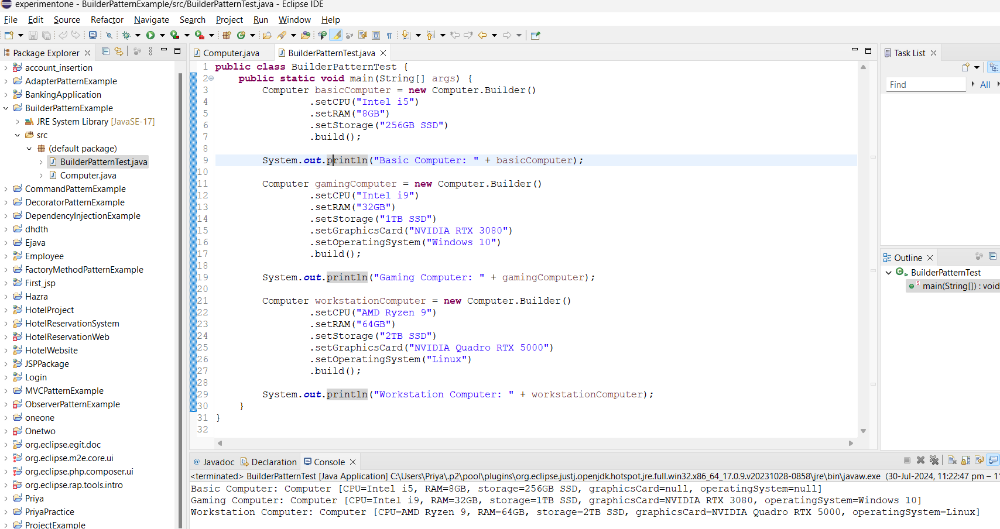 experimentone - BuilderPatternExample/src/BuilderPatternTest.java - Eclipse IDE
File Edit Source Refactor Navigate Search Project Run Window Help
Package Explorer
account_insertion
AdapterPatternExample
BankingApplication
BuilderPatternExample
JRE System Library [JavaSE-17]
src
(default package)
BuilderPatternTest.java
Computer.java
CommandPatternExample
DecoratorPatternExample
DependencyInjectionExample
dhdth
Ejava
Employee
FactoryMethodPatternExample
First_jsp
Hazra
HotelProject
HotelReservationSystem
HotelReservationWeb
HotelWebsite
JSPPackage
Login
MVCPatternExample
ObserverPatternExample
oneone
Onetwo
org.eclipse.egit.doc
org.eclipse.m2e.core.ui
org.eclipse.php.composer.ui
org.eclipse.rap.tools.intro
Priya
PriyaPractice
ProjectExample
Computer.java BuilderPatternTest.java
1 public class BuilderPatternTest {
2 public static void main(String[] args) {
3 Computer basicComputer = new Computer.Builder()
4 .setCPU("Intel i5")
5 .setRAM("8GB")
6 .setStorage("256GB SSD")
7 .build();
8
9 System.out.println("Basic Computer: " + basicComputer);
10
11 Computer gamingComputer = new Computer.Builder()
12 .setCPU("Intel i9")
13 .setRAM("32GB")
14 .setStorage("1TB SSD")
15 .setGraphicsCard("NVIDIA RTX 3080")
16 .setOperatingSystem("Windows 10")
17 .build();
18
19 System.out.println("Gaming Computer: " + gamingComputer);
20
21 Computer workstationComputer = new Computer.Builder()
22 .setCPU("AMD Ryzen 9")
23 .setRAM("64GB")
24 .setStorage("2TB SSD")
25 .setGraphicsCard("NVIDIA Quadro RTX 5000")
26 .setOperatingSystem("Linux")
27 .build();
28
29 System.out.println("Workstation Computer: " + workstationComputer);
30 }
31 }
32
Task List
Find All
Outline
BuilderPatternTest
main(String[]) : void
@ Javadoc Declaration Console
<terminated> BuilderPatternTest [Java Application] C:\Users\Priya\.p2\pool\plugins\org.eclipse.justj.openjdk.hotspot.jre.full.win32.x86_64_17.0.9.v20231028-0858\jre\bin\javaw.exe (30-Jul-2024, 11:22:47 pm – 11
Basic Computer: Computer [CPU=Intel i5, RAM=8GB, storage=256GB SSD, graphicsCard=null, operatingSystem=null]
Gaming Computer: Computer [CPU=Intel i9, RAM=32GB, storage=1TB SSD, graphicsCard=NVIDIA RTX 3080, operatingSystem=Windows 10]
Workstation Computer: Computer [CPU=AMD Ryzen 9, RAM=64GB, storage=2TB SSD, graphicsCard=NVIDIA Quadro RTX 5000, operatingSystem=Linux]